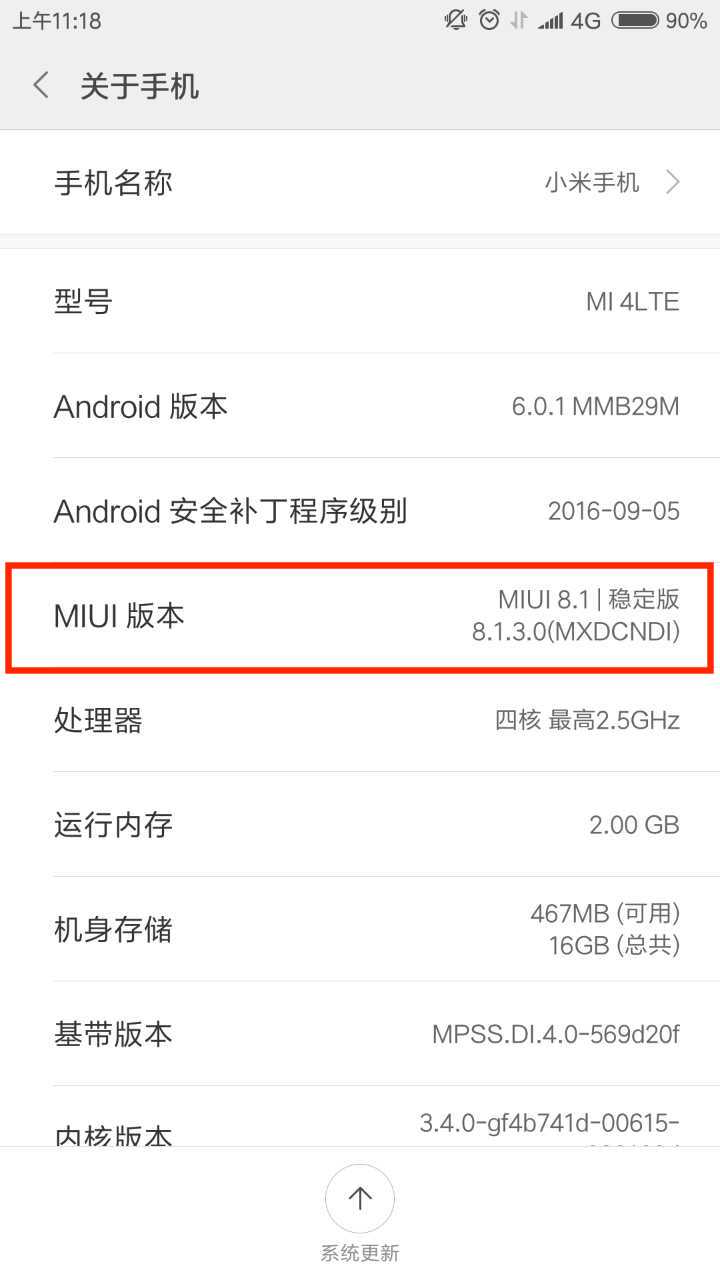 上午11:18
4G
90%
关于手机
手机名称
小米手机
型号
MI 4LTE
Android 版本
6.0.1 MMB29M
Android 安全补丁程序级别
2016-09-05
MIUI 版本
MIUI 8.1 | 稳定版
8.1.3.0(MXDCNDI)
处理器
四核 最高2.5GHz
运行内存
2.00 GB
机身存储
467MB (可用)
16GB (总共)
基带版本
MPSS.DI.4.0-569d20f
内核版本
3.4.0-gf4b741d-00615-
系统更新